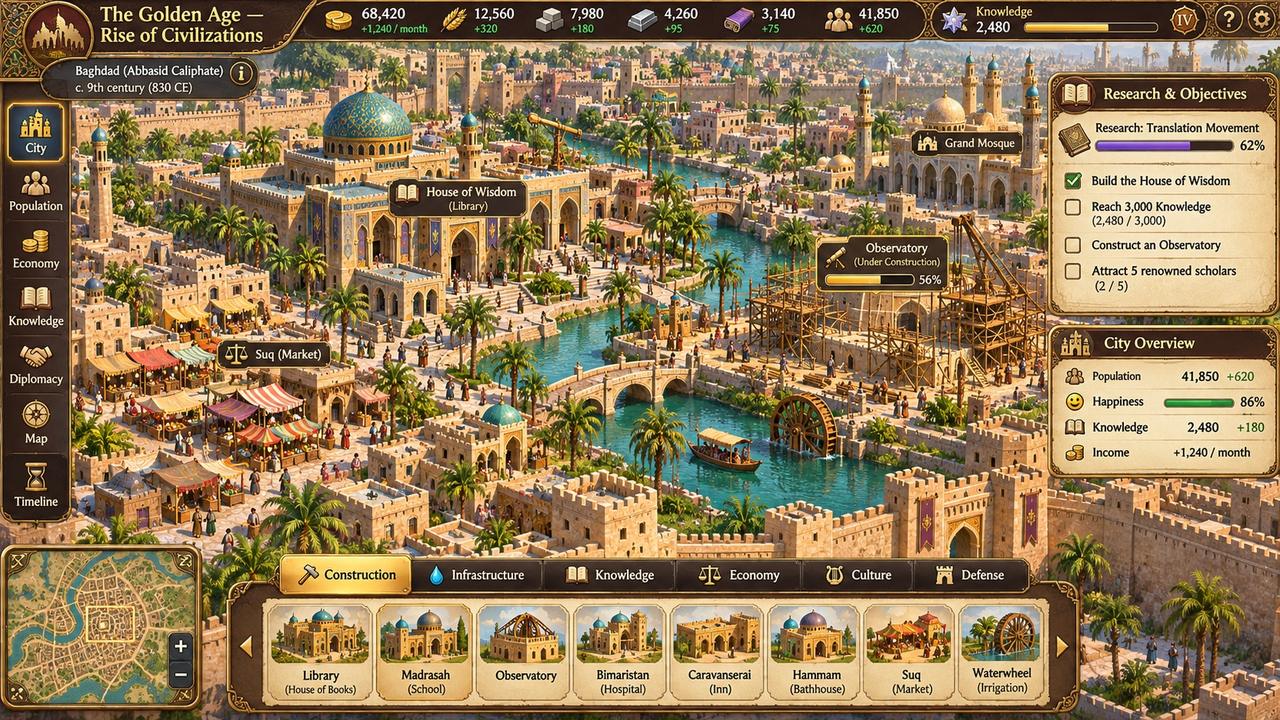 The Golden Age —
Rise of Civilizations
68,420
+1,240 / month
12,560
+320
7,980
+180
4,260
+95
3,140
+75
41,850
+620
Knowledge
2,480
IV
?
Baghdad (Abbasid Caliphate)
c. 9th century (830 CE)
i
City
Population
Economy
Knowledge
Diplomacy
Map
Timeline
House of Wisdom
(Library)
Grand Mosque
Observatory
(Under Construction)
56%
Suq (Market)
Research & Objectives
Research: Translation Movement
62%
Build the House of Wisdom
Reach 3,000 Knowledge
(2,480 / 3,000)
Construct an Observatory
Attract 5 renowned scholars
(2 / 5)
City Overview
Population 41,850 +620
Happiness 86%
Knowledge 2,480 +180
Income +1,240 / month
+
−
Construction
Infrastructure
Knowledge
Economy
Culture
Defense
Library
(House of Books)
Madrasah
(School)
Observatory
Bimaristan
(Hospital)
Caravanserai
(Inn)
Hammam
(Bathhouse)
Suq
(Market)
Waterwheel
(Irrigation)